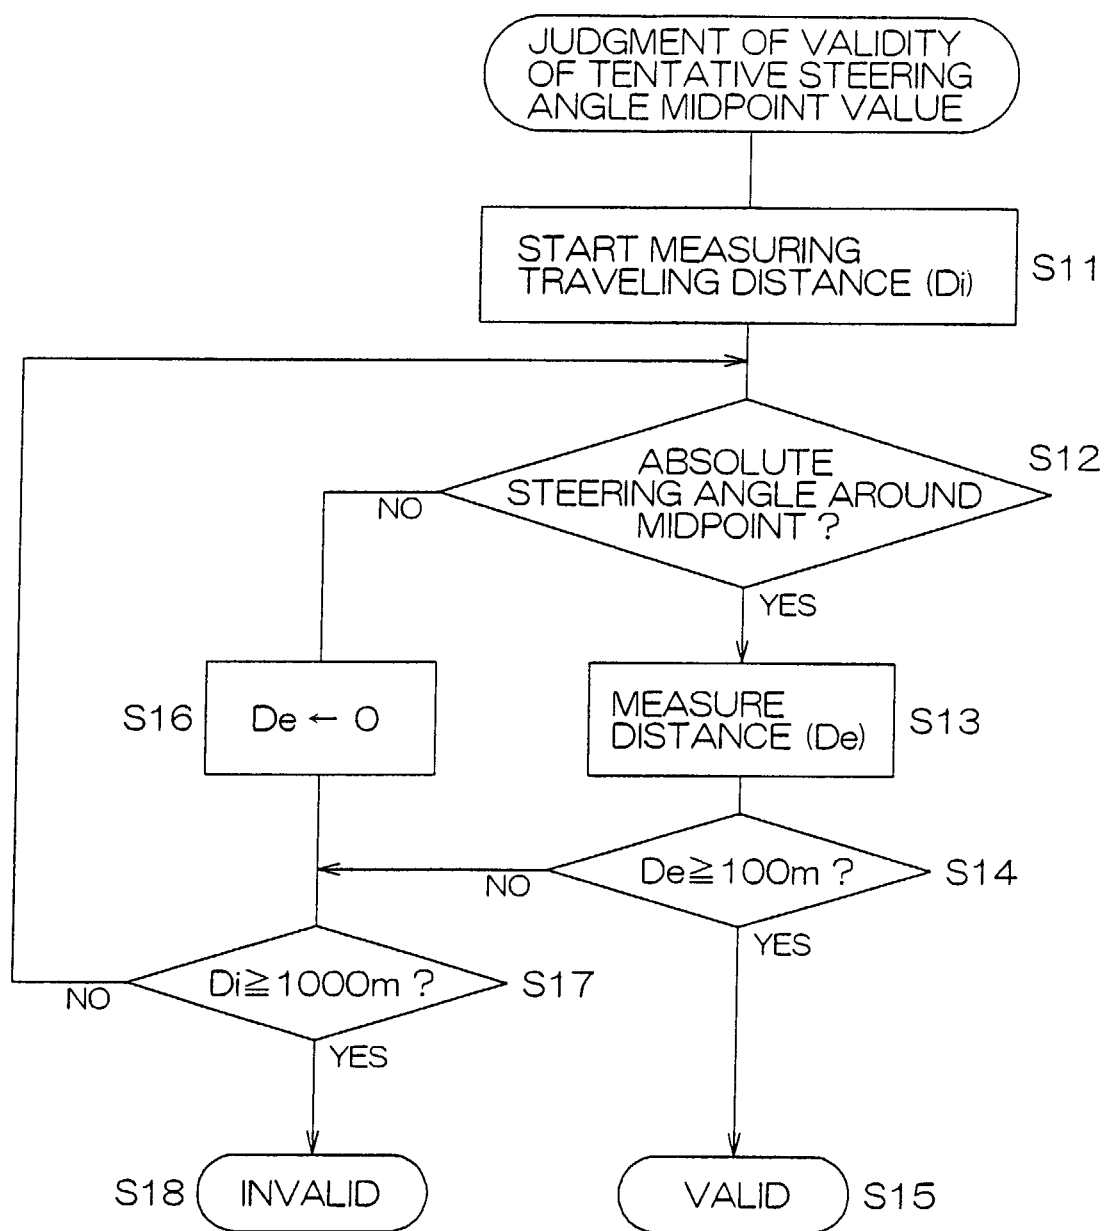 JUDGMENT OF VALIDITY
OF TENTATIVE STEERING
ANGLE MIDPOINT VALUE
START MEASURING
TRAVELING DISTANCE (Di)
S11
ABSOLUTE
STEERING ANGLE AROUND
MIDPOINT ?
S12
NO
YES
S16
De ← O
MEASURE
DISTANCE (De)
S13
De≧100m ?
S14
NO
YES
Di≧1000m ?
S17
NO
YES
S18
INVALID
VALID
S15